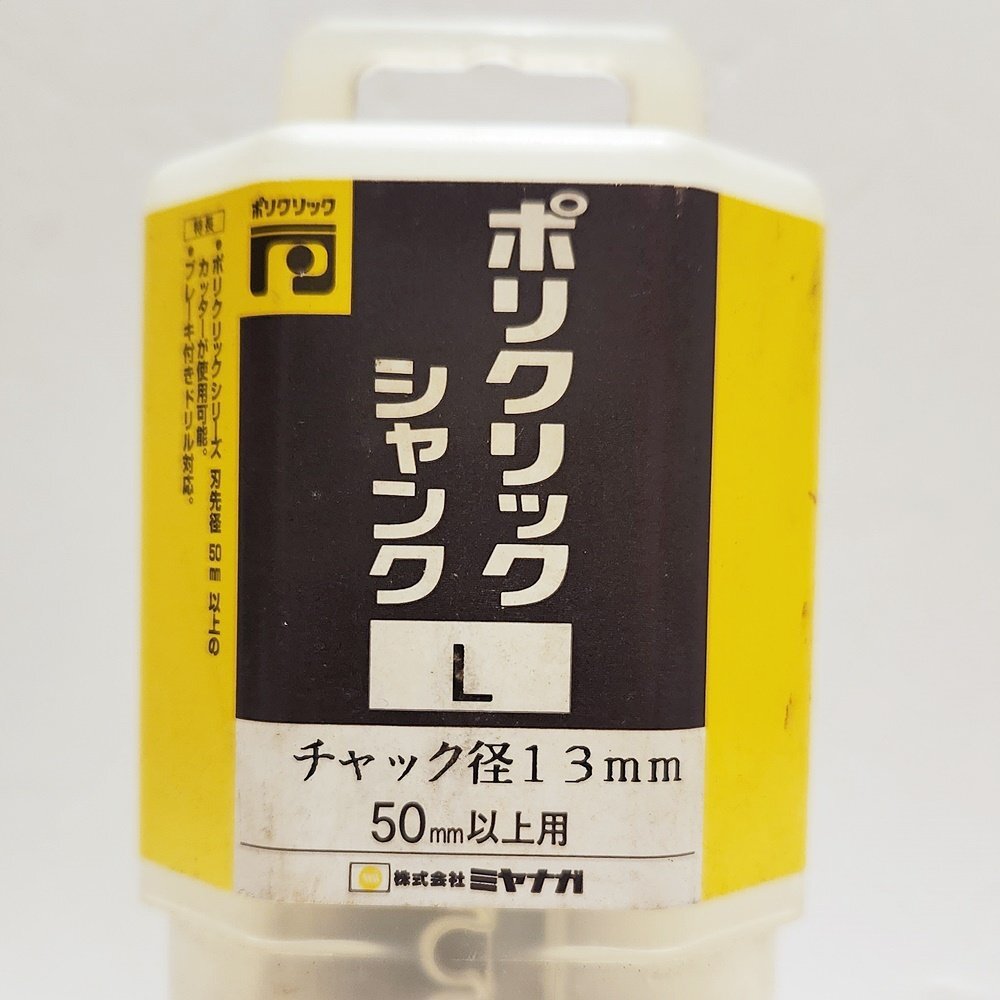 ポリクリック
ポリクリック
シャンク
L
チャック径13mm
50mm以上用
株式会社 ミヤナガ
特長
●ポリクリックシリーズ 刃先径 50mm 以上の
カッターが使用可能。
●ブレーキ付きドリル対応。